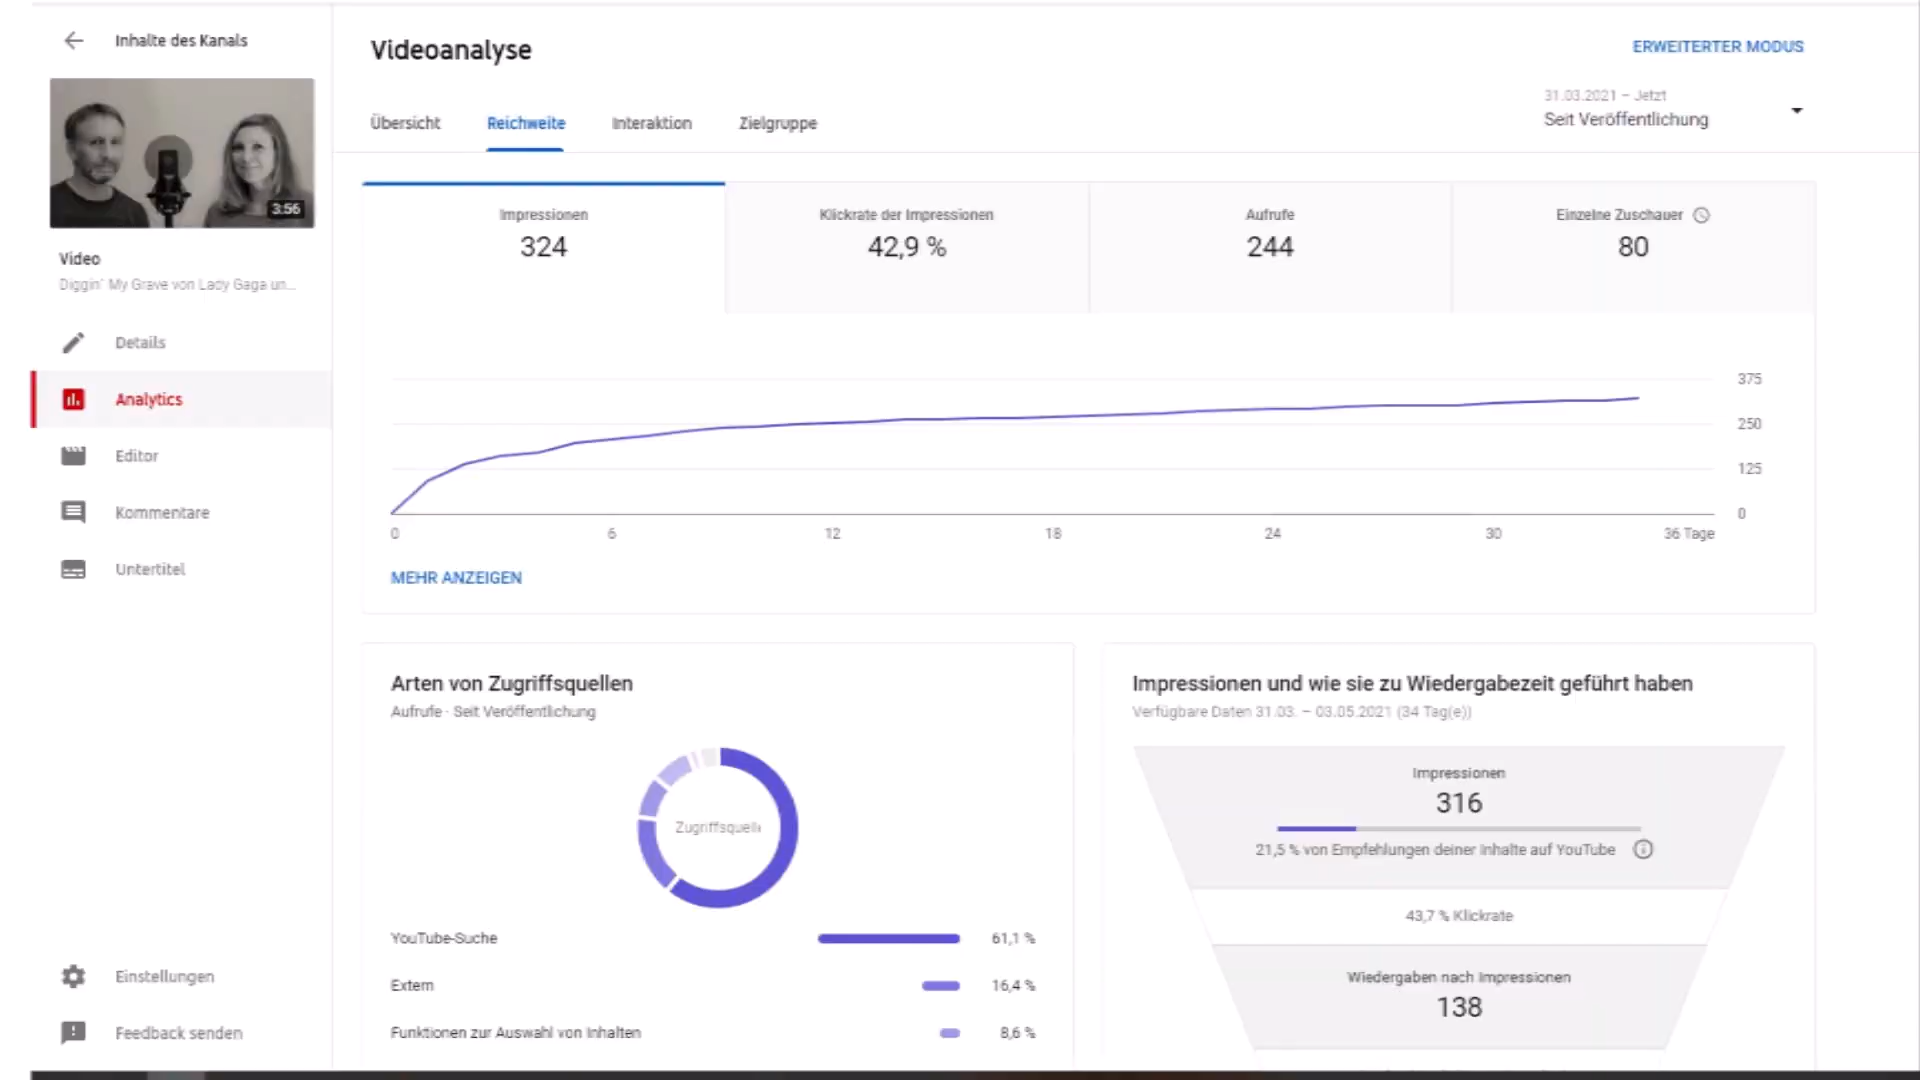 Inhalte des Kanals
3:56
Video
Diggin' My Grave von Lady Gaga un...
Details
Analytics
Editor
Kommentare
Untertitel
Einstellungen
Feedback senden
Videoanalyse
ERWEITERTER MODUS
Übersicht
Reichweite
Interaktion
Zielgruppe
31.03.2021 – Jetzt
Seit Veröffentlichung
Impressionen
324
Klickrate der Impressionen
42,9 %
Aufrufe
244
Einzelne Zuschauer
80
375
250
125
0
0 6 12 18 24 30 36 Tage
MEHR ANZEIGEN
Arten von Zugriffsquellen
Aufrufe · Seit Veröffentlichung
Zugriffsquelle
YouTube-Suche 61,1 %
Extern 16,4 %
Funktionen zur Auswahl von Inhalten 8,6 %
Impressionen und wie sie zu Wiedergabezeit geführt haben
Verfügbare Daten 31.03. – 03.05.2021 (34 Tag(e))
Impressionen
316
21,5 % von Empfehlungen deiner Inhalte auf YouTube
43,7 % Klickrate
Wiedergaben nach Impressionen
138